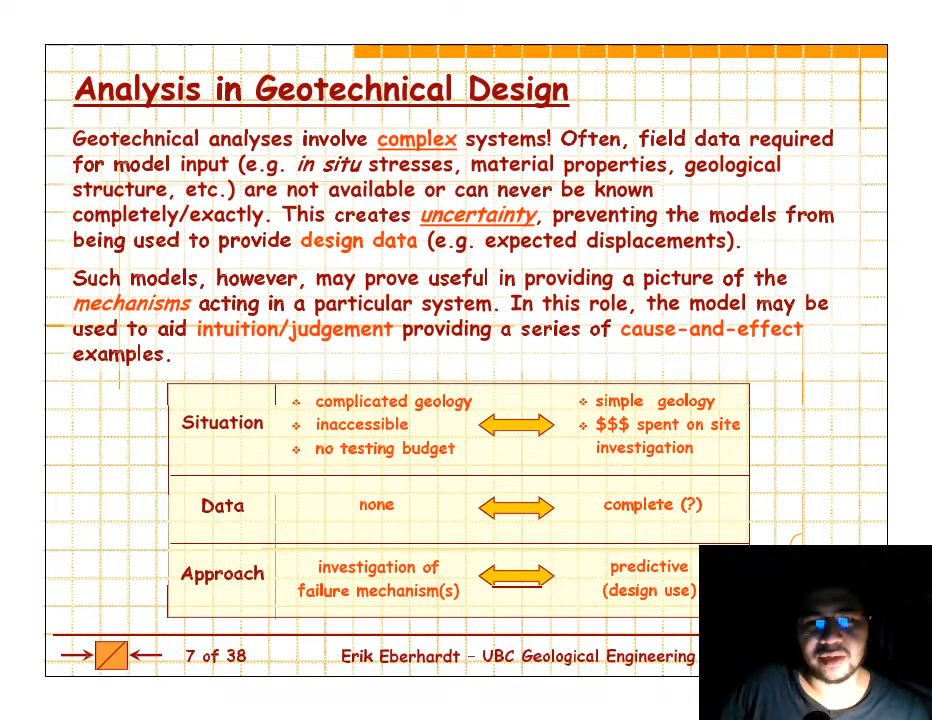 Analysis in Geotechnical Design
Geotechnical analyses involve complex systems! Often, field data required
for model input (e.g. in situ stresses, material properties, geological
structure, etc.) are not available or can never be known
completely/exactly. This creates uncertainty, preventing the models from
being used to provide design data (e.g. expected displacements).
Such models, however, may prove useful in providing a picture of the
mechanisms acting in a particular system. In this role, the model may be
used to aid intuition/judgement providing a series of cause-and-effect
examples.
Situation
❖ complicated geology
❖ inaccessible
❖ no testing budget
❖ simple geology
❖ $$$ spent on site
investigation
Data
none
complete (?)
Approach
investigation of
failure mechanism(s)
predictive
(design use)
7 of 38
Erik Eberhardt – UBC Geological Engineering